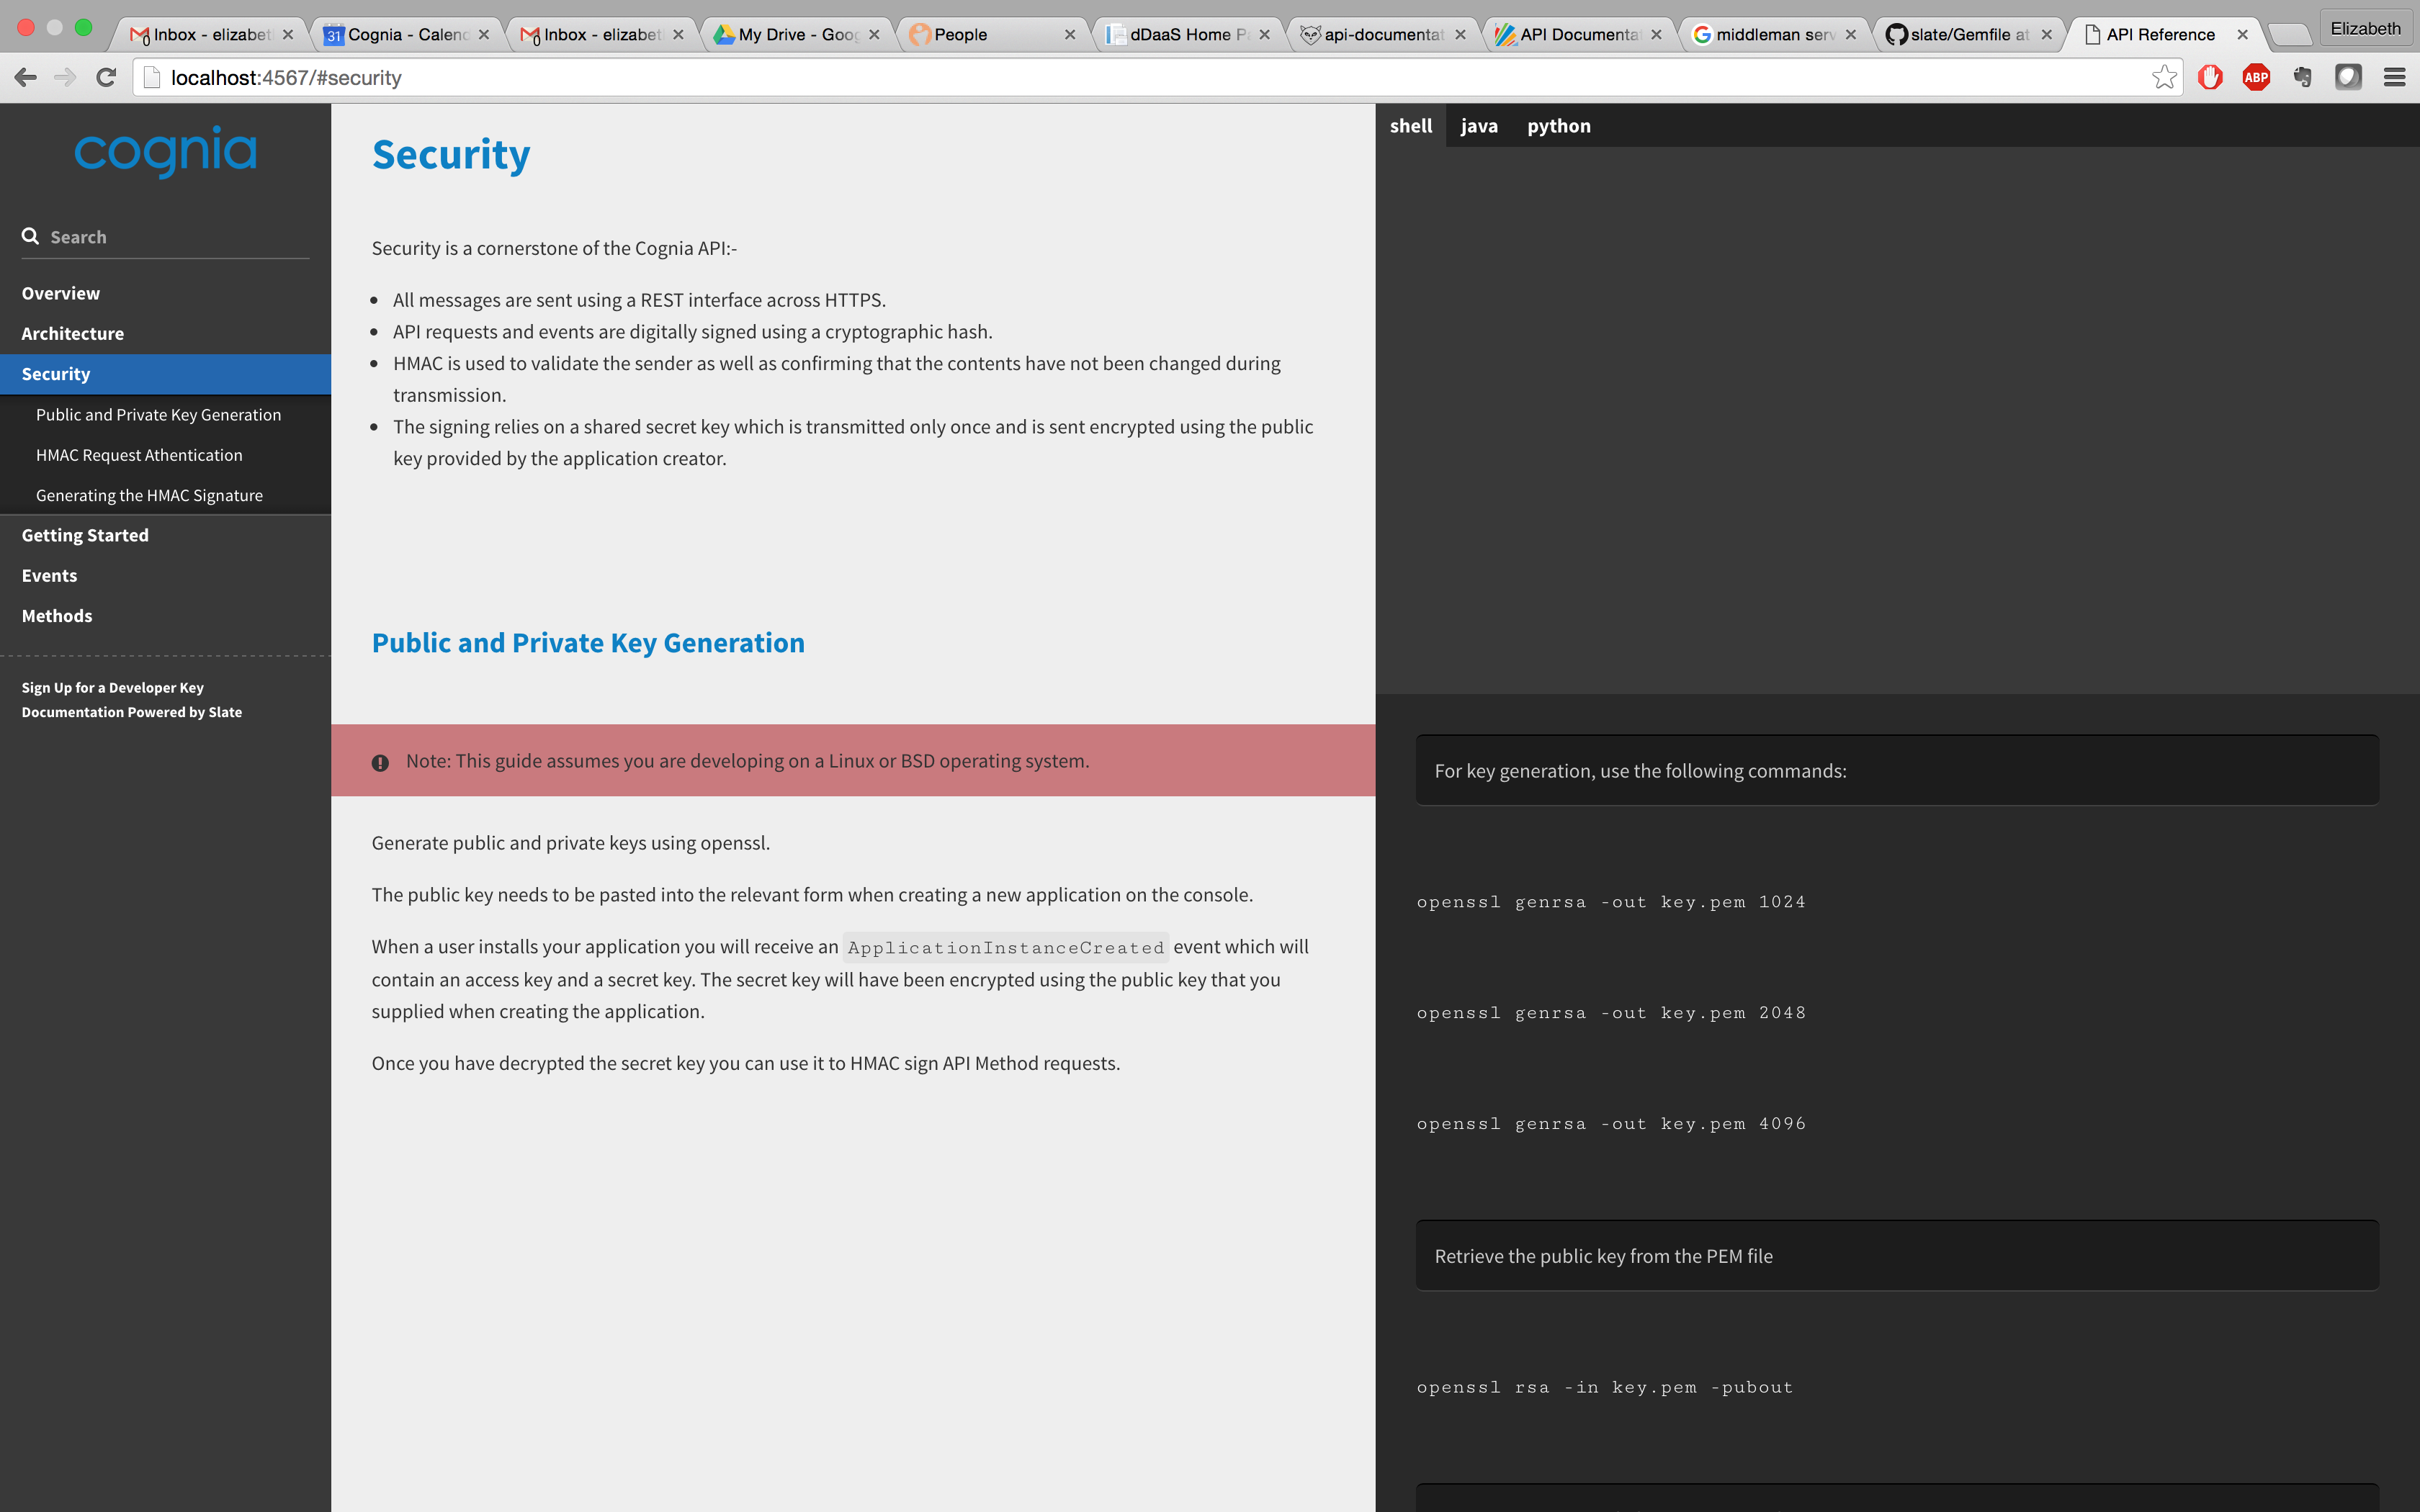 Inbox - elizabet
Cognia - Calend
Inbox - elizabet
My Drive - Goog
People
dDaaS Home P
api-documentat
API Documenta
middleman serv
slate/Gemfile at
API Reference
Elizabeth
localhost:4567/#security
ABP
31
cognia
Search
Overview
Architecture
Security
Public and Private Key Generation
HMAC Request Athentication
Generating the HMAC Signature
Getting Started
Events
Methods
Sign Up for a Developer Key
Documentation Powered by Slate
Security
Security is a cornerstone of the Cognia API:-
All messages are sent using a REST interface across HTTPS.
API requests and events are digitally signed using a cryptographic hash.
HMAC is used to validate the sender as well as confirming that the contents have not been changed during
transmission.
The signing relies on a shared secret key which is transmitted only once and is sent encrypted using the public
key provided by the application creator.
Public and Private Key Generation
Note: This guide assumes you are developing on a Linux or BSD operating system.
Generate public and private keys using openssl.
The public key needs to be pasted into the relevant form when creating a new application on the console.
When a user installs your application you will receive an ApplicationInstanceCreated event which will
contain an access key and a secret key. The secret key will have been encrypted using the public key that you
supplied when creating the application.
Once you have decrypted the secret key you can use it to HMAC sign API Method requests.
shell java python
For key generation, use the following commands:
openssl genrsa -out key.pem 1024
openssl genrsa -out key.pem 2048
openssl genrsa -out key.pem 4096
Retrieve the public key from the PEM file
openssl rsa -in key.pem -pubout